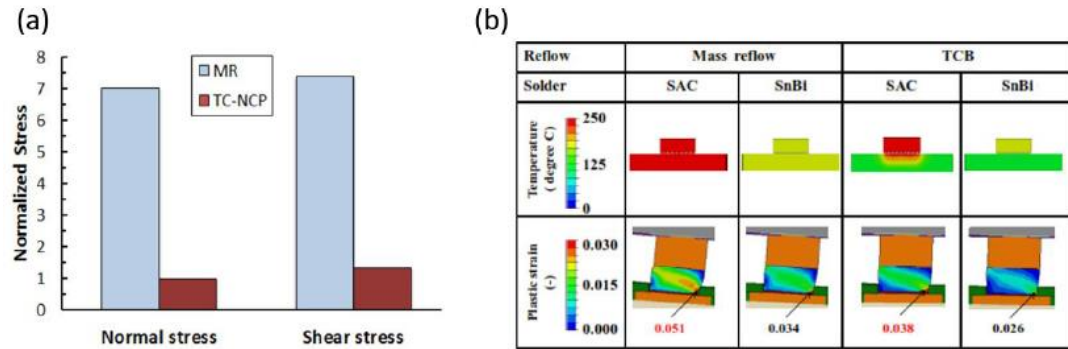 (a)
8
7
6
5
4
3
2
1
0
Normalized Stress
MR
TC-NCP
Normal stress
Shear stress
(b)
Reflow
Mass reflow
TCB
Solder
SAC
SnBi
SAC
SnBi
Temperature
( degree C)
250
125
0
Plastic strain
(-)
0.030
0.015
0.000
0.051
0.034
0.038
0.026